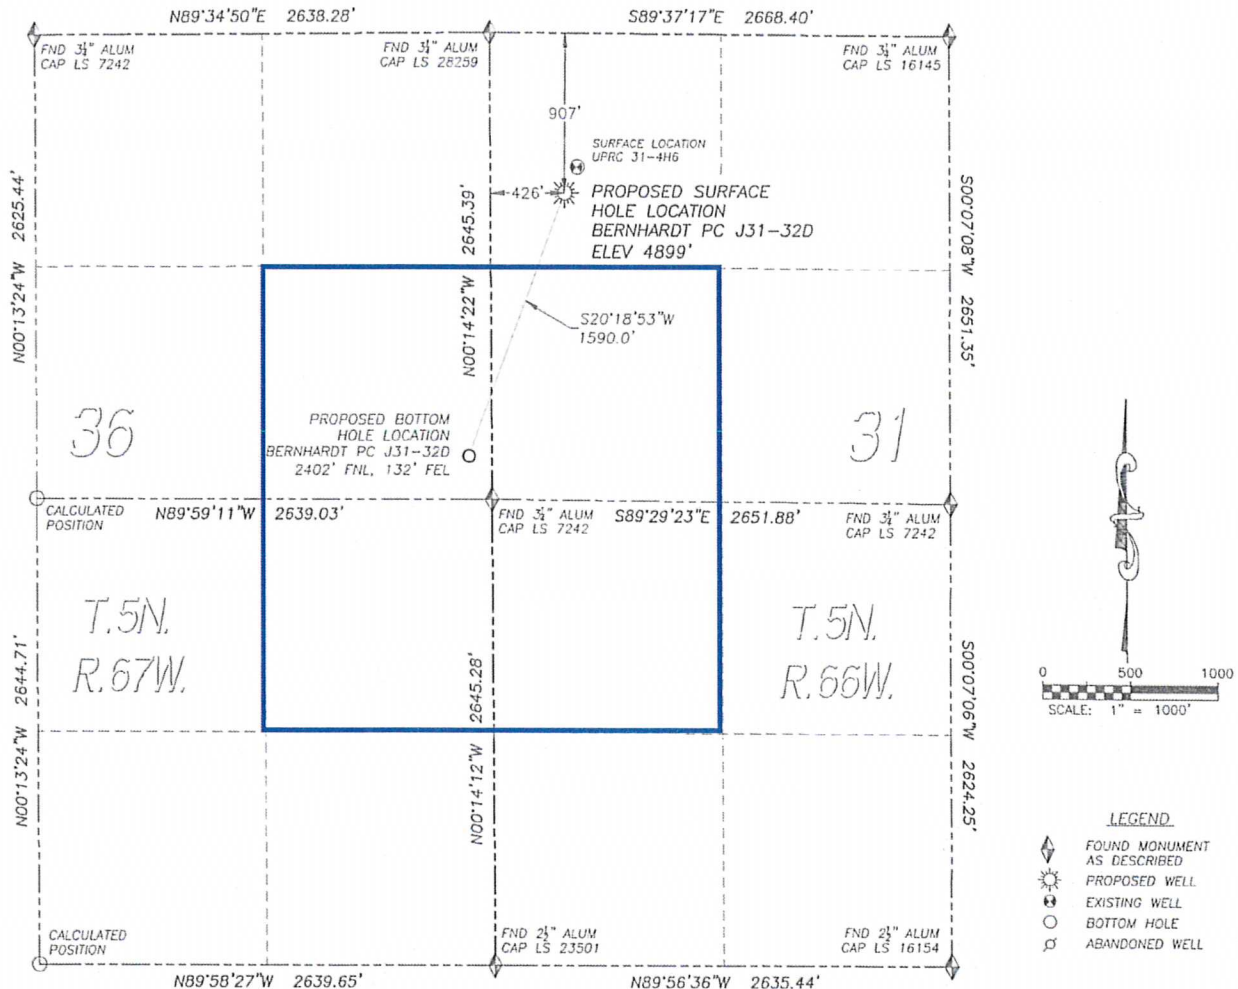 N89°34'50"E 2638.28'
S89°37'17"E 2668.40'
FND 3¼" ALUM
CAP LS 7242
FND 3¼" ALUM
CAP LS 28259
FND 3¼" ALUM
CAP LS 16145
907'
SURFACE LOCATION
UPRC 31-4H6
426'
PROPOSED SURFACE
HOLE LOCATION
BERNHARDT PC J31-32D
ELEV 4899'
N00°13'24"W 2625.44'
N00°14'22"W 2645.39'
S00°07'08"W 2651.35'
S20°18'53"W
1590.0'
36
31
PROPOSED BOTTOM
HOLE LOCATION
BERNHARDT PC J31-32D
2402' FNL, 132' FEL
CALCULATED
POSITION
N89°59'11"W 2639.03'
FND 3¼" ALUM
CAP LS 7242
S89°29'23"E 2651.88'
FND 3¼" ALUM
CAP LS 7242
T.5N.
R.67W.
T.5N.
R.66W.
N00°13'24"W 2644.71'
N00°14'12"W 2645.28'
S00°07'06"W 2624.25'
0 500 1000
SCALE: 1" = 1000'
LEGEND
FOUND MONUMENT
AS DESCRIBED
PROPOSED WELL
EXISTING WELL
BOTTOM HOLE
ABANDONED WELL
CALCULATED
POSITION
FND 2½" ALUM
CAP LS 23501
FND 2½" ALUM
CAP LS 16154
N89°58'27"W 2639.65'
N89°56'36"W 2635.44'